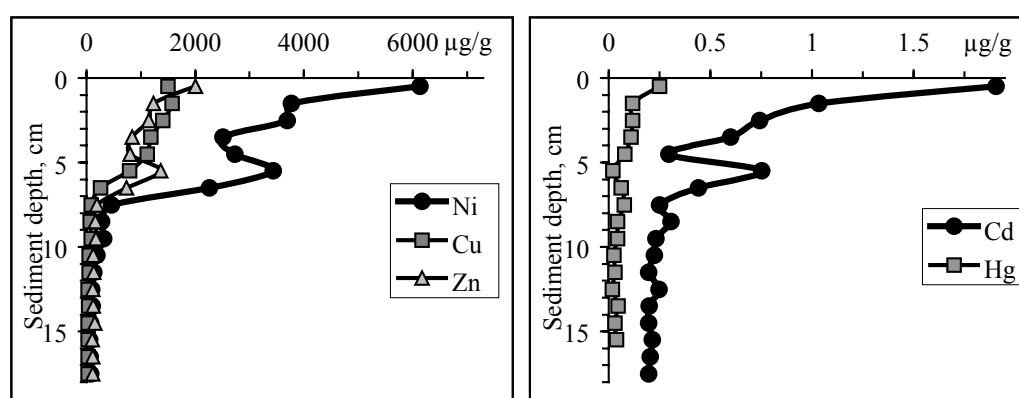 0 2000 4000 6000 µg/g
0
5
10
15
Sediment depth, cm
Ni
Cu
Zn
0 0.5 1 1.5 µg/g
0
5
10
15
Sediment depth, cm
Cd
Hg